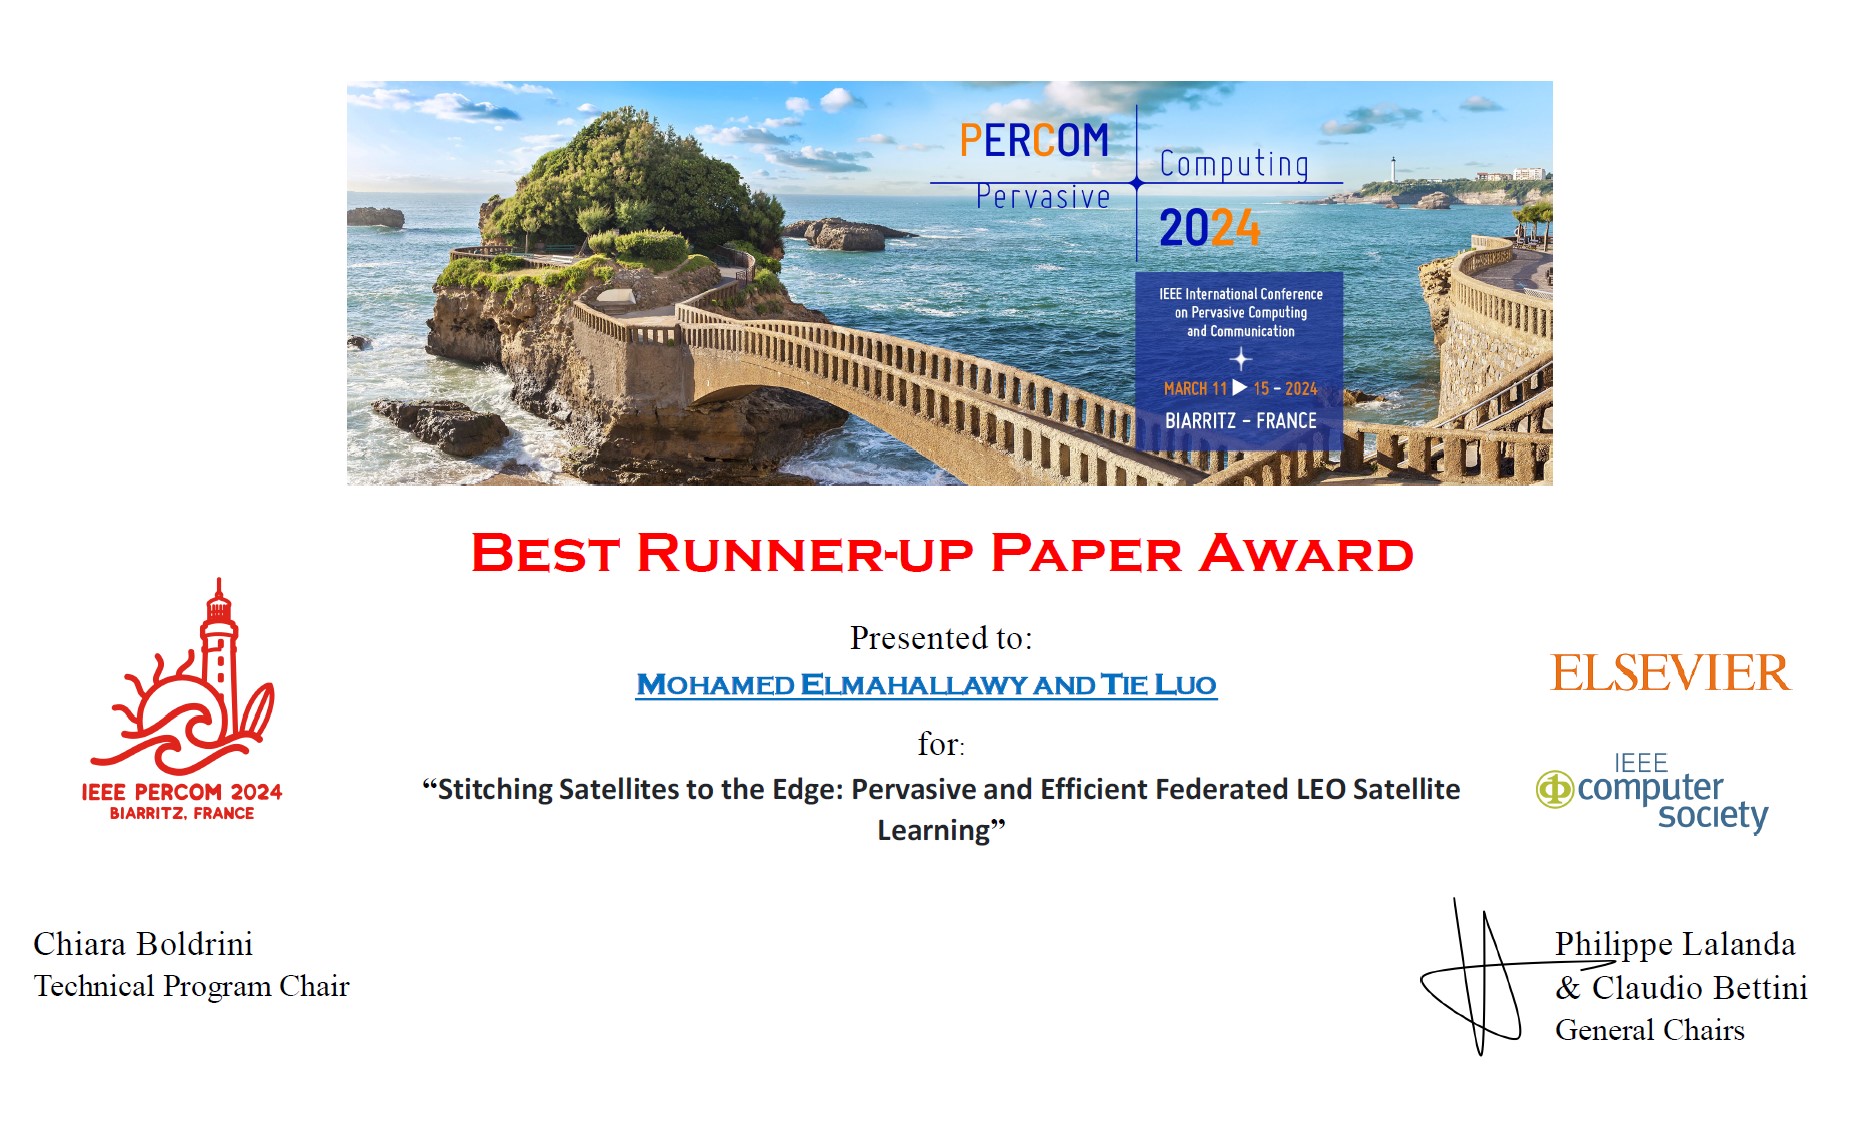 PERCOM
Pervasive
Computing
2024
IEEE International Conference
on Pervasive Computing
and Communication
MARCH 11 ▶ 15 - 2024
BIARRITZ - FRANCE
BEST RUNNER-UP PAPER AWARD
Presented to:
MOHAMED ELMAHALLAWY AND TIE LUO
for:
“Stitching Satellites to the Edge: Pervasive and Efficient Federated LEO Satellite
Learning”
IEEE PERCOM 2024
BIARRITZ, FRANCE
ELSEVIER
IEEE
computer
society
Chiara Boldrini
Technical Program Chair
Philippe Lalanda
& Claudio Bettini
General Chairs